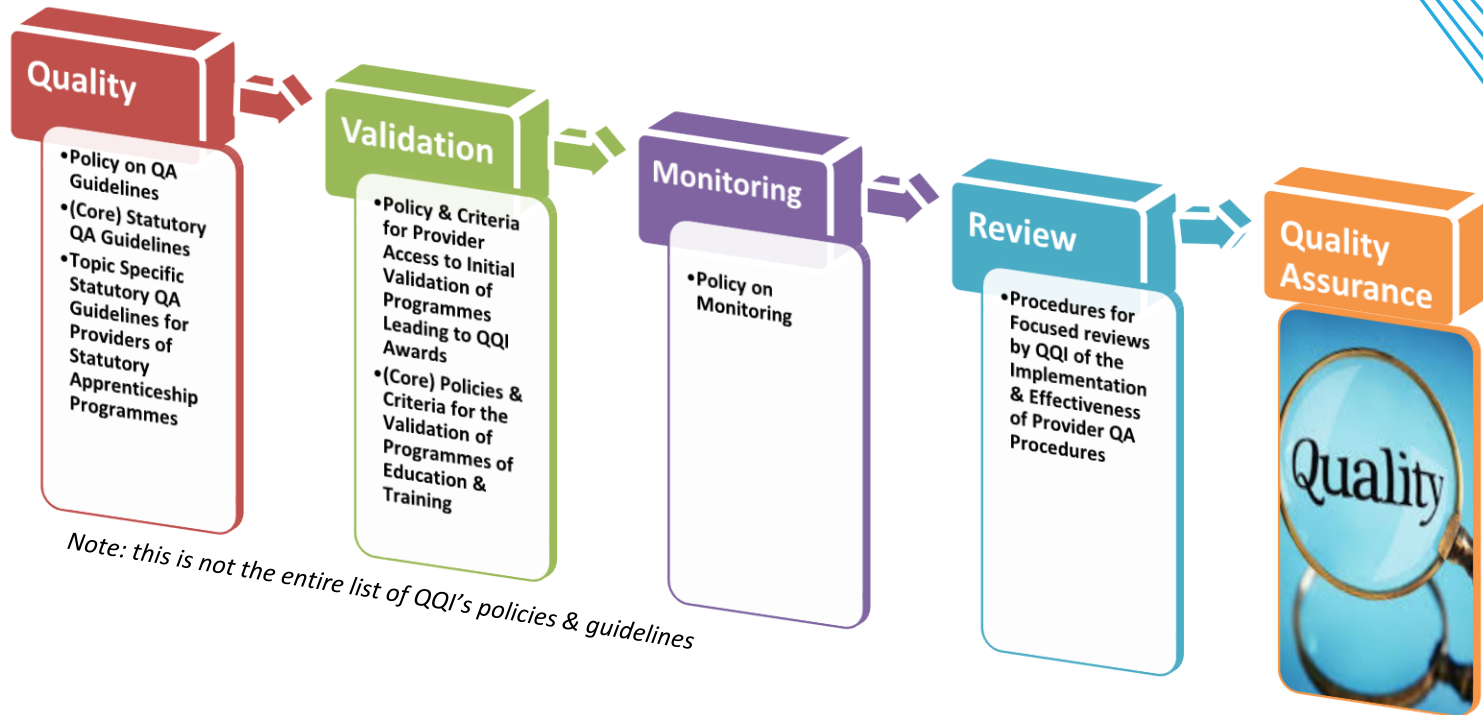 Quality
•Policy on QA
Guidelines
•(Core) Statutory
QA Guidelines
•Topic Specific
Statutory QA
Guidelines for
Providers of
Statutory
Apprenticeship
Programmes
Validation
•Policy & Criteria
for Provider
Access to Initial
Validation of
Programmes
Leading to QQI
Awards
•(Core) Policies &
Criteria for the
Validation of
Programmes of
Education &
Training
Monitoring
•Policy on
Monitoring
Review
•Procedures for
Focused reviews
by QQI of the
Implementation
& Effectiveness
of Provider QA
Procedures
Quality
Assurance
Quality
Note: this is not the entire list of QQI’s policies & guidelines